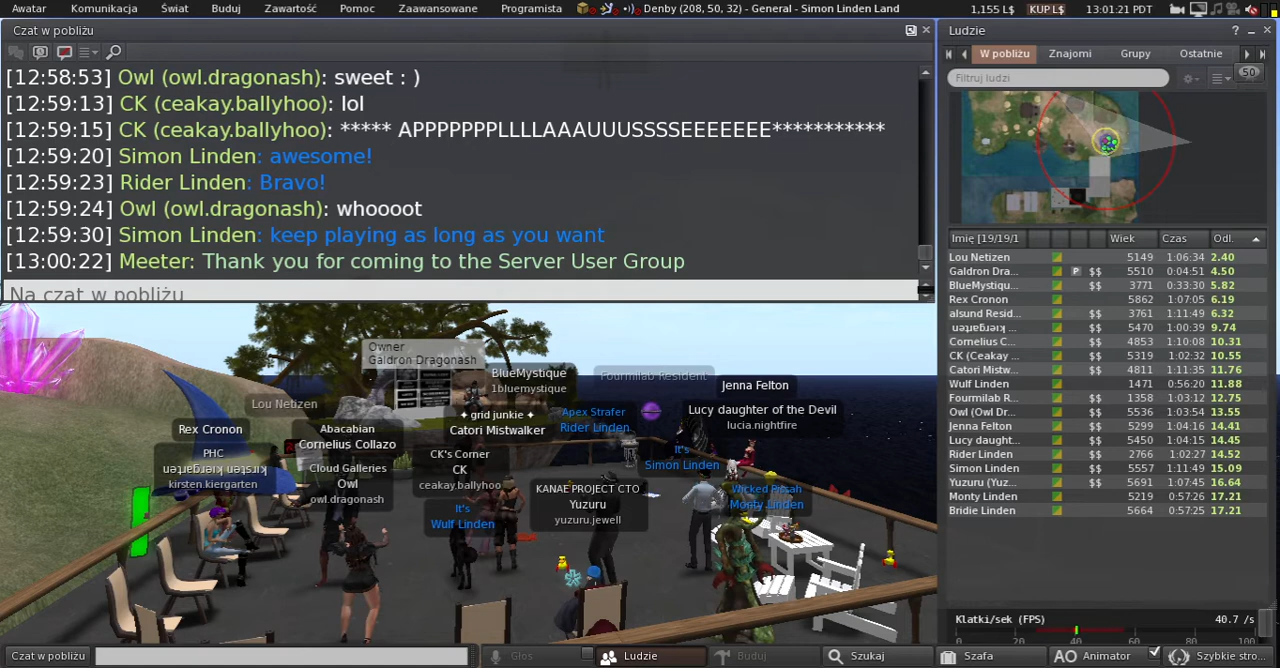 Awatar Komunikacja Świat Buduj Zawartość Pomoc Zaawansowane Programista Denby (208, 50, 32) - General - Simon Linden Land 1,155 L$ KUP L$ 13:01:21 PDT
Czat w pobliżu
[12:58:53] Owl (owl.dragonash): sweet : )
[12:59:13] CK (ceakay.ballyhoo): lol
[12:59:15] CK (ceakay.ballyhoo): ***** APPPPPPPLLLLAAAUUUSSSSEEEEEEE***********
[12:59:20] Simon Linden: awesome!
[12:59:23] Rider Linden: Bravo!
[12:59:24] Owl (owl.dragonash): whoooot
[12:59:30] Simon Linden: keep playing as long as you want
[13:00:22] Meeter: Thank you for coming to the Server User Group
Na czat w pobliżu
Owner
Galdron Dragonash
BlueMystique
1bluemystique
Fourmilab Resident
Jenna Felton
Lou Netizen
Rex Cronon
Abacabian
Cornelius Collazo
✦ grid junkie ✦
Catori Mistwalker
Apex Strafer
Rider Linden
Lucy daughter of the Devil
lucia.nightfire
PHC
kirsten.kiergarten
Cloud Galleries
Owl
owl.dragonash
CK's Corner
CK
ceakay.ballyhoo
It's
Simon Linden
It's
Wulf Linden
KANAE PROJECT CTO
Yuzuru
yuzuru.jewell
Wicked Pissah
Monty Linden
Ludzie
W pobliżu Znajomi Grupy Ostatnie
Filtruj ludzi 50
Imię [19/19/1 Wiek Czas Odl.
Lou Netizen 5149 1:06:34 2.40
Galdron Dra... P $$ 5510 0:04:51 4.50
BlueMystiqu... $$ 3771 0:33:30 5.82
Rex Cronon 5862 1:07:05 6.19
alsund Resid... $$ 3761 1:11:49 6.32
$$ 5470 1:00:39 9.74
Cornelius C... $$ 4853 1:10:08 10.31
CK (Ceakay ... $$ 5319 1:02:32 10.55
Catori Mistw... $$ 4811 1:11:35 11.76
Wulf Linden 1471 0:56:20 11.88
Fourmilab R... $$ 1358 1:03:12 12.75
Owl (Owl Dr... $$ 5536 1:03:54 13.55
Jenna Felton $$ 5299 1:04:16 14.41
Lucy daught... $$ 5450 1:04:15 14.45
Rider Linden $$ 2766 1:02:27 14.52
Simon Linden $$ 5557 1:11:49 15.09
Yuzuru (Yuz... $$ 5691 1:07:45 16.64
Monty Linden 5219 0:57:26 17.21
Bridie Linden 5664 0:57:25 17.21
Klatki/sek (FPS) 40.7 /s
0 20 40 60 80 100
Czat w pobliżu Głos Ludzie Buduj Szukaj Szafa AO Animator Szybkie stro...